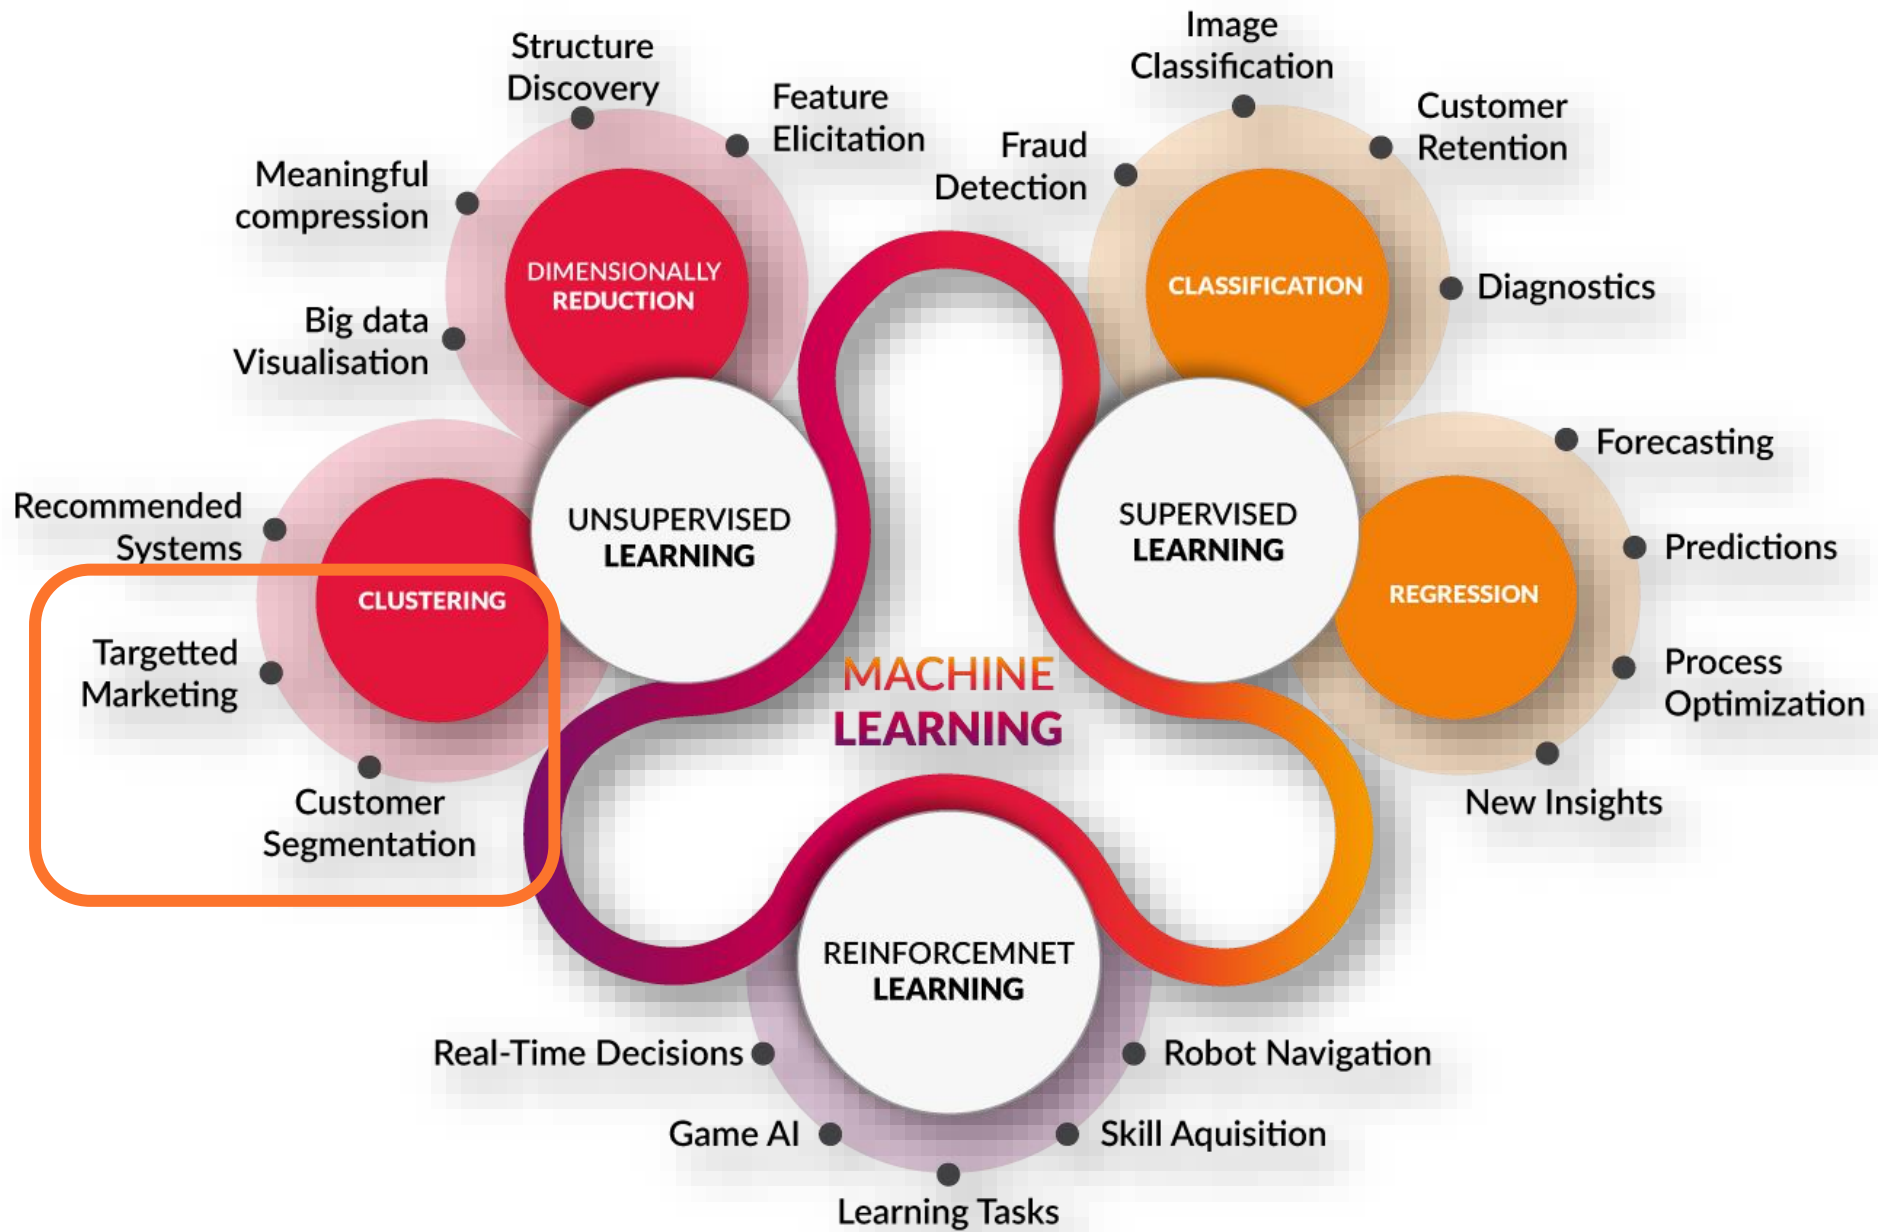 Structure
Discovery
Feature
Elicitation
Meaningful
compression
Big data
Visualisation
DIMENSIONALLY
REDUCTION
Recommended
Systems
Targetted
Marketing
Customer
Segmentation
CLUSTERING
UNSUPERVISED
LEARNING
Image
Classification
Fraud
Detection
Customer
Retention
Diagnostics
CLASSIFICATION
SUPERVISED
LEARNING
Forecasting
Predictions
Process
Optimization
New Insights
REGRESSION
MACHINE
LEARNING
REINFORCEMNET
LEARNING
Real-Time Decisions
Game AI
Learning Tasks
Skill Aquisition
Robot Navigation